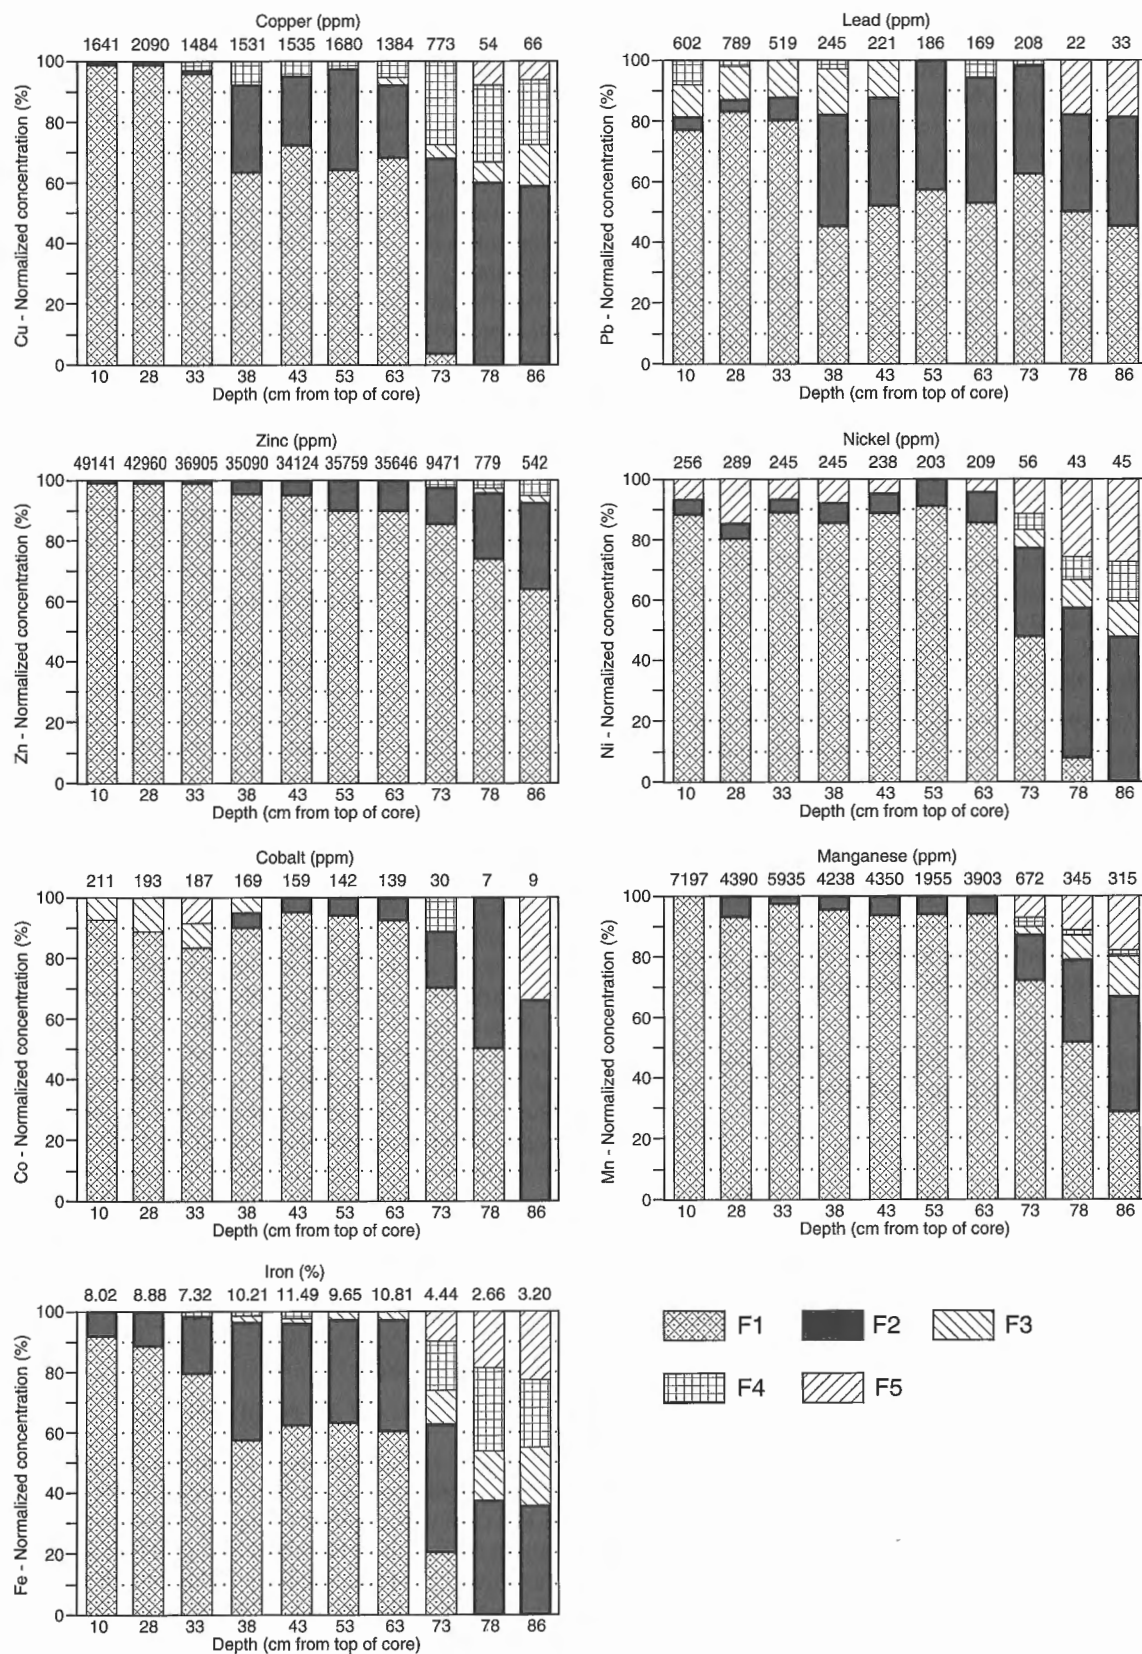 Copper (ppm)
1641 2090 1484 1531 1535 1680 1384 773 54 66
Cu - Normalized concentration (%)
100
80
60
40
20
0
10 28 33 38 43 53 63 73 78 86
Depth (cm from top of core)
Lead (ppm)
602 789 519 245 221 186 169 208 22 33
Pb - Normalized concentration (%)
100
80
60
40
20
0
10 28 33 38 43 53 63 73 78 86
Depth (cm from top of core)
Zinc (ppm)
49141 42960 36905 35090 34124 35759 35646 9471 779 542
Zn - Normalized concentration (%)
100
80
60
40
20
0
10 28 33 38 43 53 63 73 78 86
Depth (cm from top of core)
Nickel (ppm)
256 289 245 245 238 203 209 56 43 45
Ni - Normalized concentration (%)
100
80
60
40
20
0
10 28 33 38 43 53 63 73 78 86
Depth (cm from top of core)
Cobalt (ppm)
211 193 187 169 159 142 139 30 7 9
Co - Normalized concentration (%)
100
80
60
40
20
0
10 28 33 38 43 53 63 73 78 86
Depth (cm from top of core)
Manganese (ppm)
7197 4390 5935 4238 4350 1955 3903 672 345 315
Mn - Normalized concentration (%)
100
80
60
40
20
0
10 28 33 38 43 53 63 73 78 86
Depth (cm from top of core)
Iron (%)
8.02 8.88 7.32 10.21 11.49 9.65 10.81 4.44 2.66 3.20
Fe - Normalized concentration (%)
100
80
60
40
20
0
10 28 33 38 43 53 63 73 78 86
Depth (cm from top of core)
F1 F2 F3
F4 F5